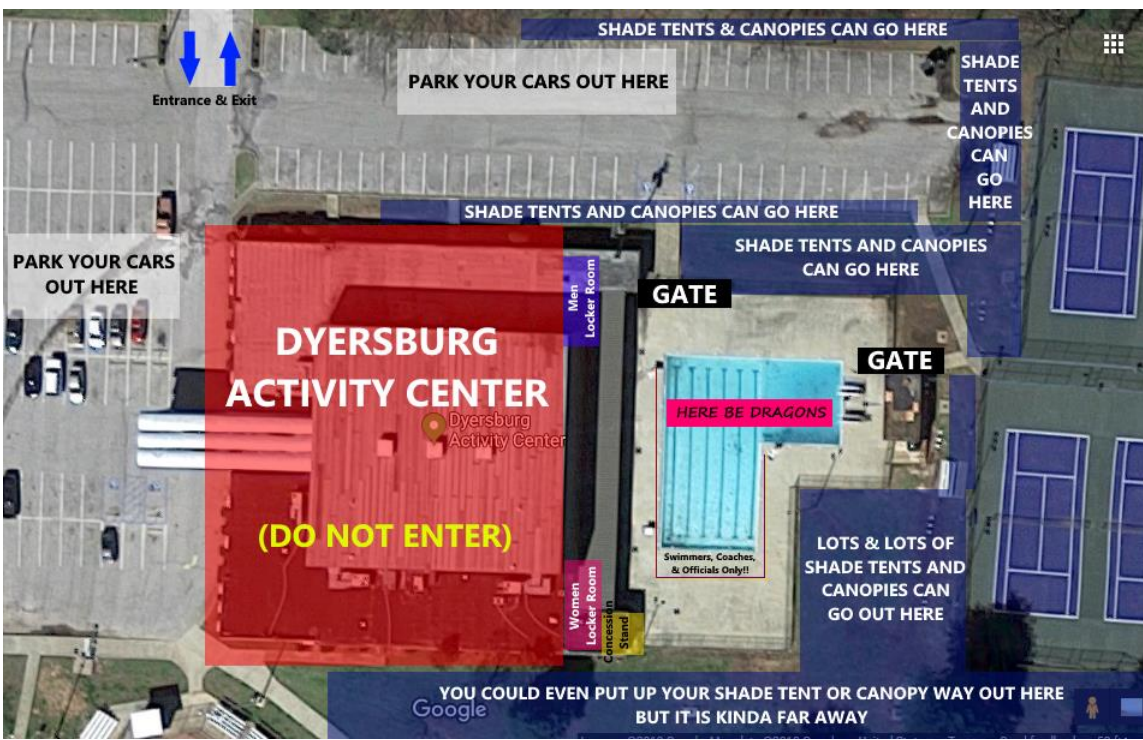 SHADE TENTS & CANOPIES CAN GO HERE
PARK YOUR CARS OUT HERE
Entrance & Exit
SHADE
TENTS
AND
CANOPIES
CAN
GO
HERE
SHADE TENTS AND CANOPIES CAN GO HERE
SHADE TENTS AND CANOPIES
CAN GO HERE
PARK YOUR CARS
OUT HERE
Men
Locker Room
GATE
GATE
DYERSBURG
ACTIVITY CENTER
Dyersburg
Activity Center
HERE BE DRAGONS
(DO NOT ENTER)
Swimmers, Coaches,
& Officials Only!!
LOTS & LOTS OF
SHADE TENTS AND
CANOPIES CAN
GO OUT HERE
Women
Locker Room
Concession
Stand
YOU COULD EVEN PUT UP YOUR SHADE TENT OR CANOPY WAY OUT HERE
BUT IT IS KINDA FAR AWAY
Google